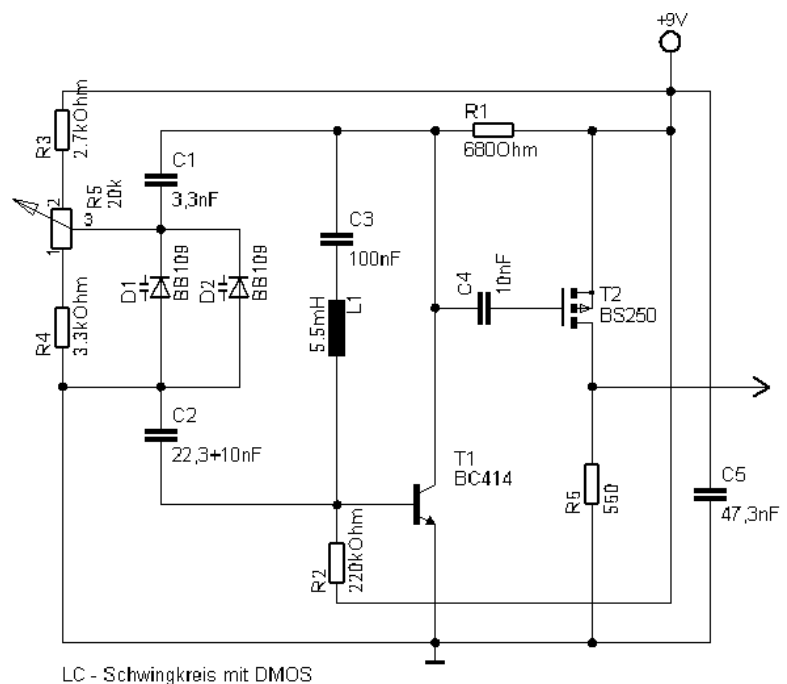 +9V
R3
2.7kOhm
R1
680Ohm
C1
3,3nF
R5
20k
2
3
1
C3
100nF
D1
BB109
D2
BB109
C4
10nF
T2
BS250
L1
5.5mH
R4
3.3kOhm
C2
22,3+10nF
T1
BC414
R6
560
C5
47,3nF
R2
220kOhm
LC - Schwingkreis mit DMOS